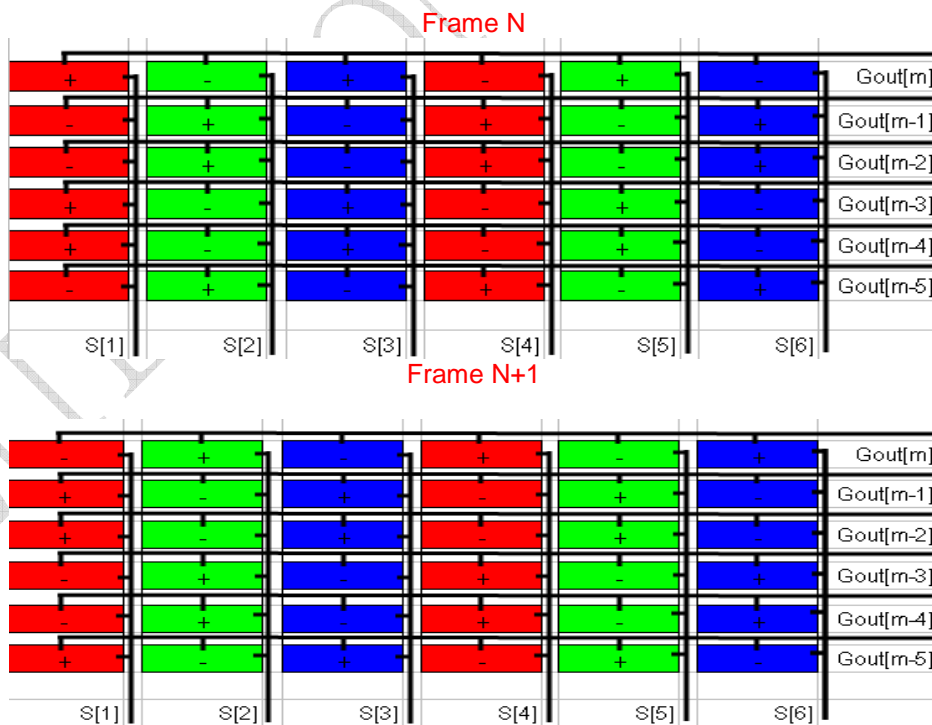 Frame N
+ - + - + - Gout[m]
- + - + - + Gout[m-1]
- + - + - + Gout[m-2]
+ - + - + - Gout[m-3]
+ - + - + - Gout[m-4]
- + - + - + Gout[m-5]
S[1] S[2] S[3] S[4] S[5] S[6]
Frame N+1
- + - + - + Gout[m]
+ - + - + - Gout[m-1]
+ - + - + - Gout[m-2]
- + - + - + Gout[m-3]
- + - + - + Gout[m-4]
+ - + - + - Gout[m-5]
S[1] S[2] S[3] S[4] S[5] S[6]